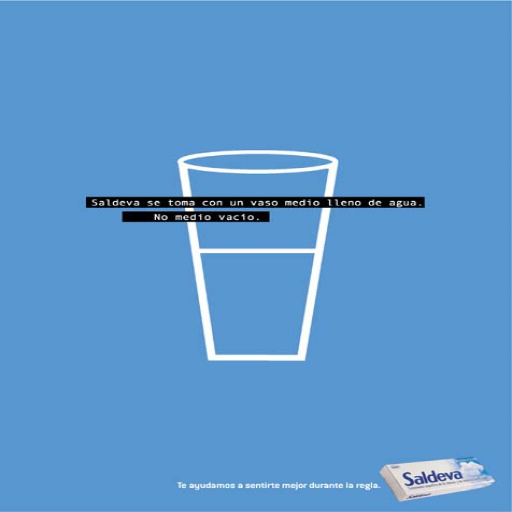 Saldeva se toma con un vaso medio lleno de agua.
No medio vacío.
Te ayudamos a sentirte mejor durante la regla.
Saldeva